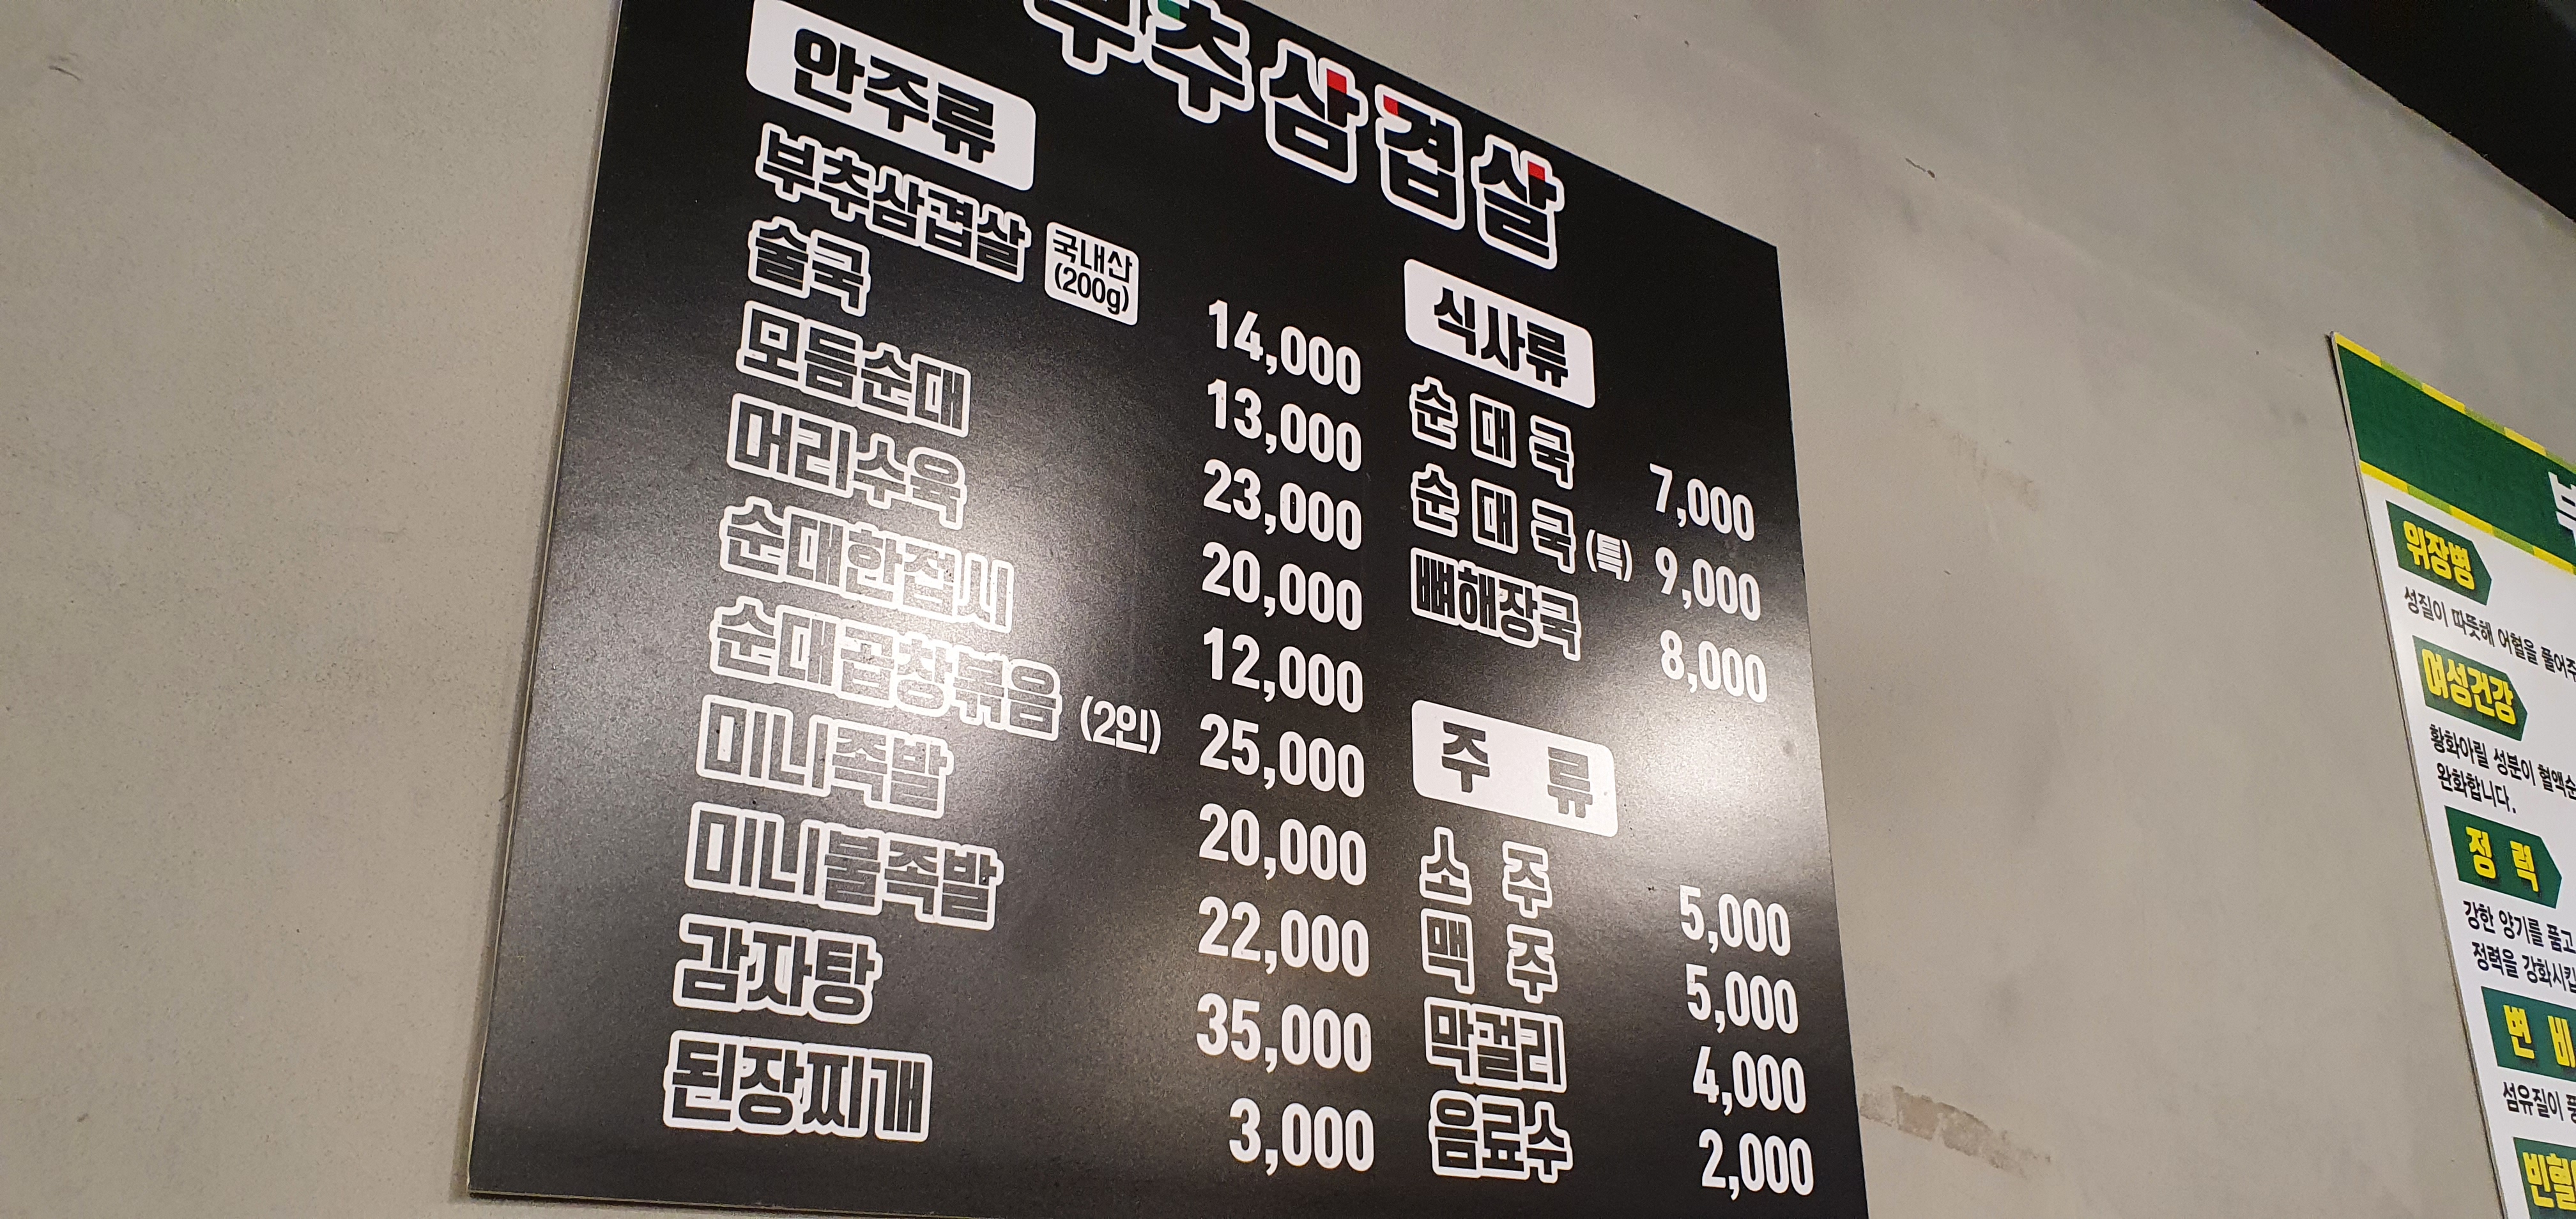 부추삼겹살
안주류
부추삼겹살 국내산 (200g) 14,000
술국 13,000
모듬순대 23,000
머리수육 20,000
순대한접시 12,000
순대곱창볶음 (2인) 25,000
미니족발 20,000
미니불족발 22,000
감자탕 35,000
된장찌개 3,000
식사류
순대국 7,000
순대국(특) 9,000
뼈해장국 8,000
주류
소주 5,000
맥주 5,000
막걸리 4,000
음료수 2,000
위장병
성질이 따뜻해 어혈을 풀어주
여성건강
황화아릴 성분이 혈액순
완화합니다.
정력
강한 양기를 품고
정력을 강화시킵
변비
섬유질이
빈혈